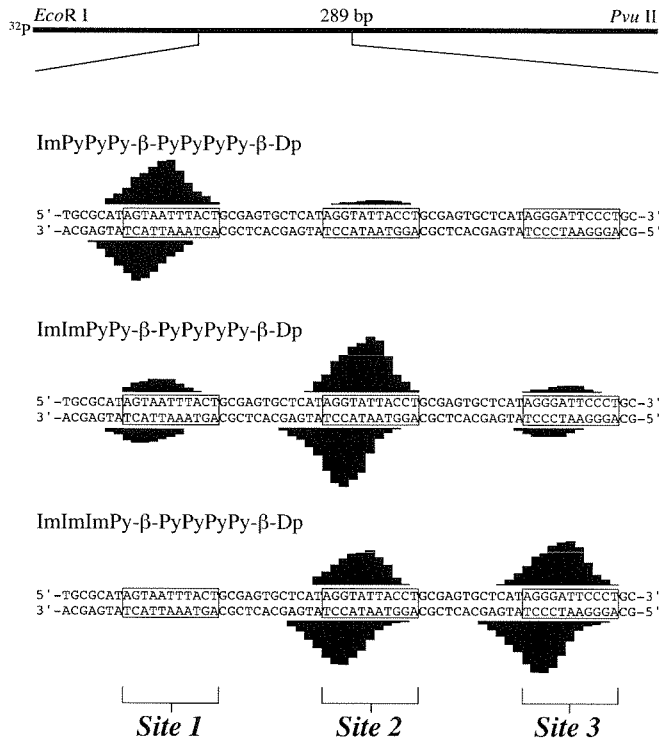 EcoR I 289 bp Pvu II
32P
ImPyPyPy-β-PyPyPyPy-β-Dp
5'-TGCGCATAGTAATTTACTGCGAGTGCTCATAGGTATTACCTGCGAGTGCTCATAGGGATTCCCTGC-3'
3'-ACGAGTATCATTAAATGACGCTCACGAGTATCCATAATGGACGCTCACGAGTATCCCTAAGGGACG-5'
ImImPyPy-β-PyPyPyPy-β-Dp
5'-TGCGCATAGTAATTTACTGCGAGTGCTCATAGGTATTACCTGCGAGTGCTCATAGGGATTCCCTGC-3'
3'-ACGAGTATCATTAAATGACGCTCACGAGTATCCATAATGGACGCTCACGAGTATCCCTAAGGGACG-5'
ImImImPy-β-PyPyPyPy-β-Dp
5'-TGCGCATAGTAATTTACTGCGAGTGCTCATAGGTATTACCTGCGAGTGCTCATAGGGATTCCCTGC-3'
3'-ACGAGTATCATTAAATGACGCTCACGAGTATCCATAATGGACGCTCACGAGTATCCCTAAGGGACG-5'
Site 1 Site 2 Site 3